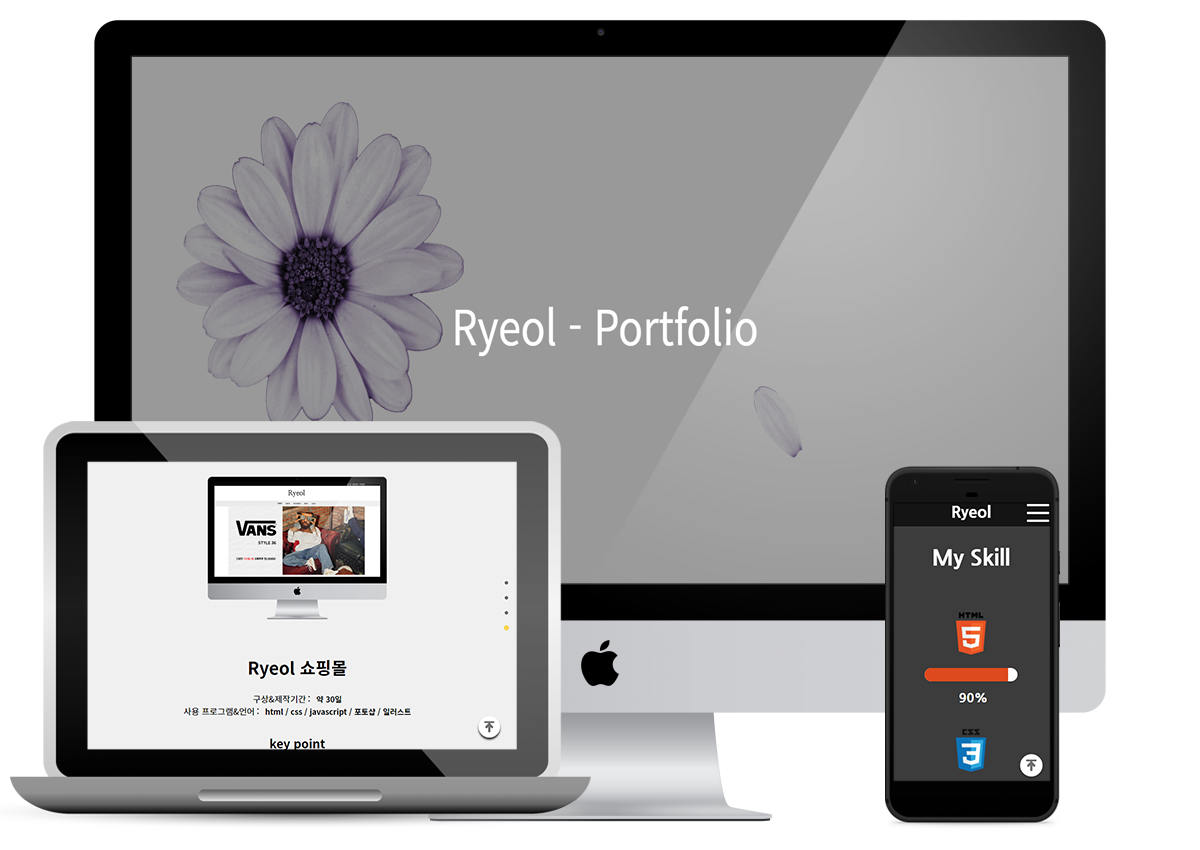 Ryeol - Portfolio
Ryeol
VANS
STYLE 36
Ryeol 쇼핑몰
구상&제작기간 : 약 30일
사용 프로그램&언어 : html / css / javascript / 포토샵 / 일러스트
key point
Ryeol
My Skill
HTML
5
90%
CSS
3